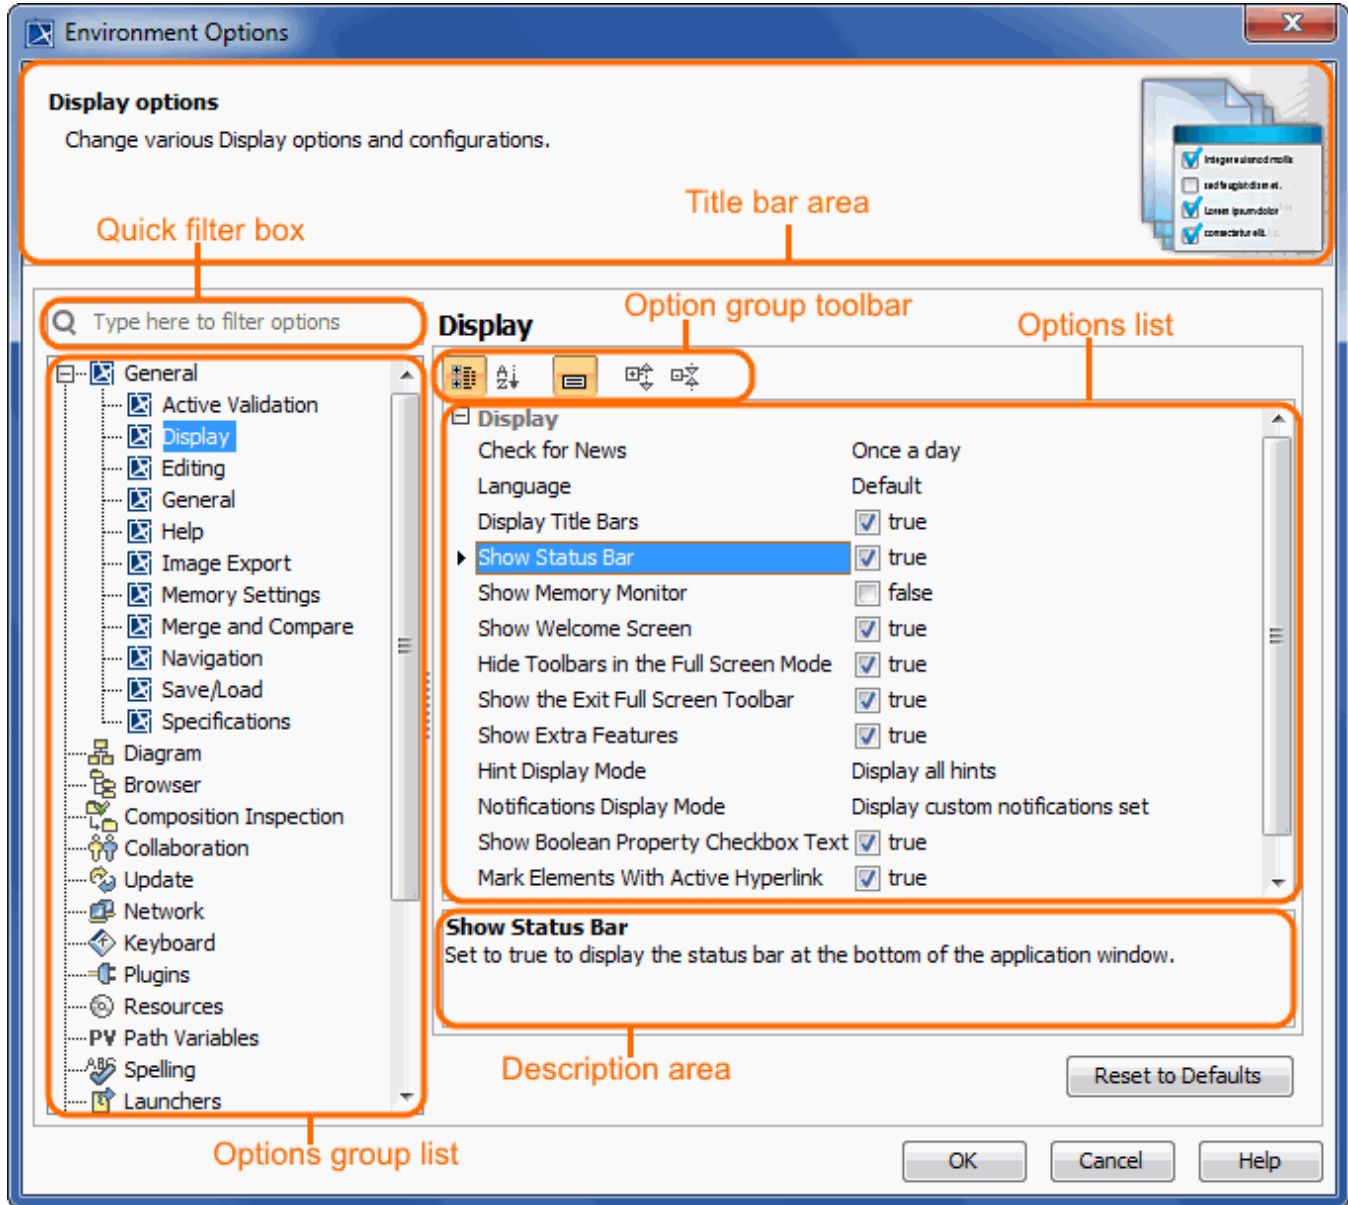 Environment Options
X
Display options
Change various Display options and configurations.
Title bar area
Quick filter box
Type here to filter options
Display
Option group toolbar
Options list
General
Active Validation
Display
Editing
General
Help
Image Export
Memory Settings
Merge and Compare
Navigation
Save/Load
Specifications
Diagram
Browser
Composition Inspection
Collaboration
Update
Network
Keyboard
Plugins
Resources
PV Path Variables
ABC Spelling
Launchers
Options group list
A
Z
Display
Check for News Once a day
Language Default
Display Title Bars true
Show Status Bar true
Show Memory Monitor false
Show Welcome Screen true
Hide Toolbars in the Full Screen Mode true
Show the Exit Full Screen Toolbar true
Show Extra Features true
Hint Display Mode Display all hints
Notifications Display Mode Display custom notifications set
Show Boolean Property Checkbox Text true
Mark Elements With Active Hyperlink true
Show Status Bar
Set to true to display the status bar at the bottom of the application window.
Description area
Reset to Defaults
OK Cancel Help